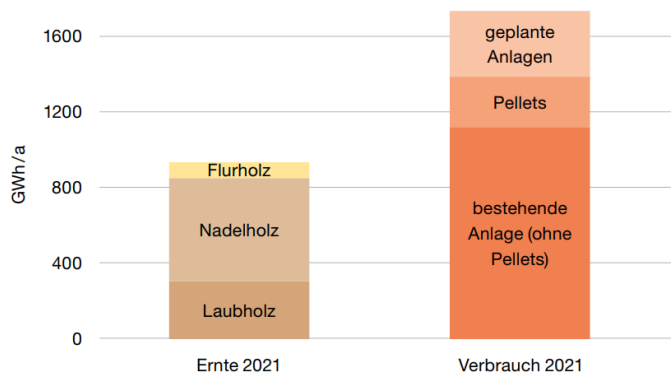 GWh/a
1600
1200
800
400
0
geplante
Anlagen
Pellets
bestehende
Anlage (ohne
Pellets)
Flurholz
Nadelholz
Laubholz
Ernte 2021
Verbrauch 2021